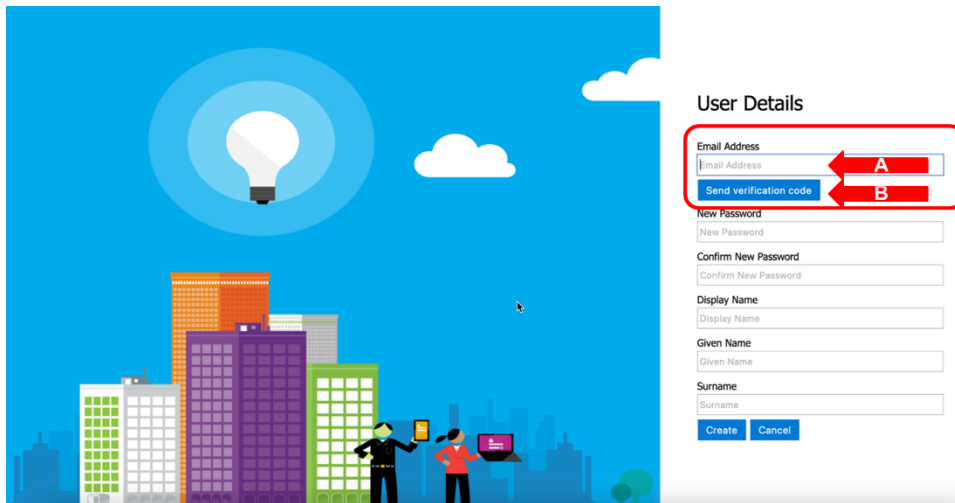 User Details
Email Address
Email Address
A
Send verification code
B
New Password
New Password
Confirm New Password
Confirm New Password
Display Name
Display Name
Given Name
Given Name
Surname
Surname
Create Cancel